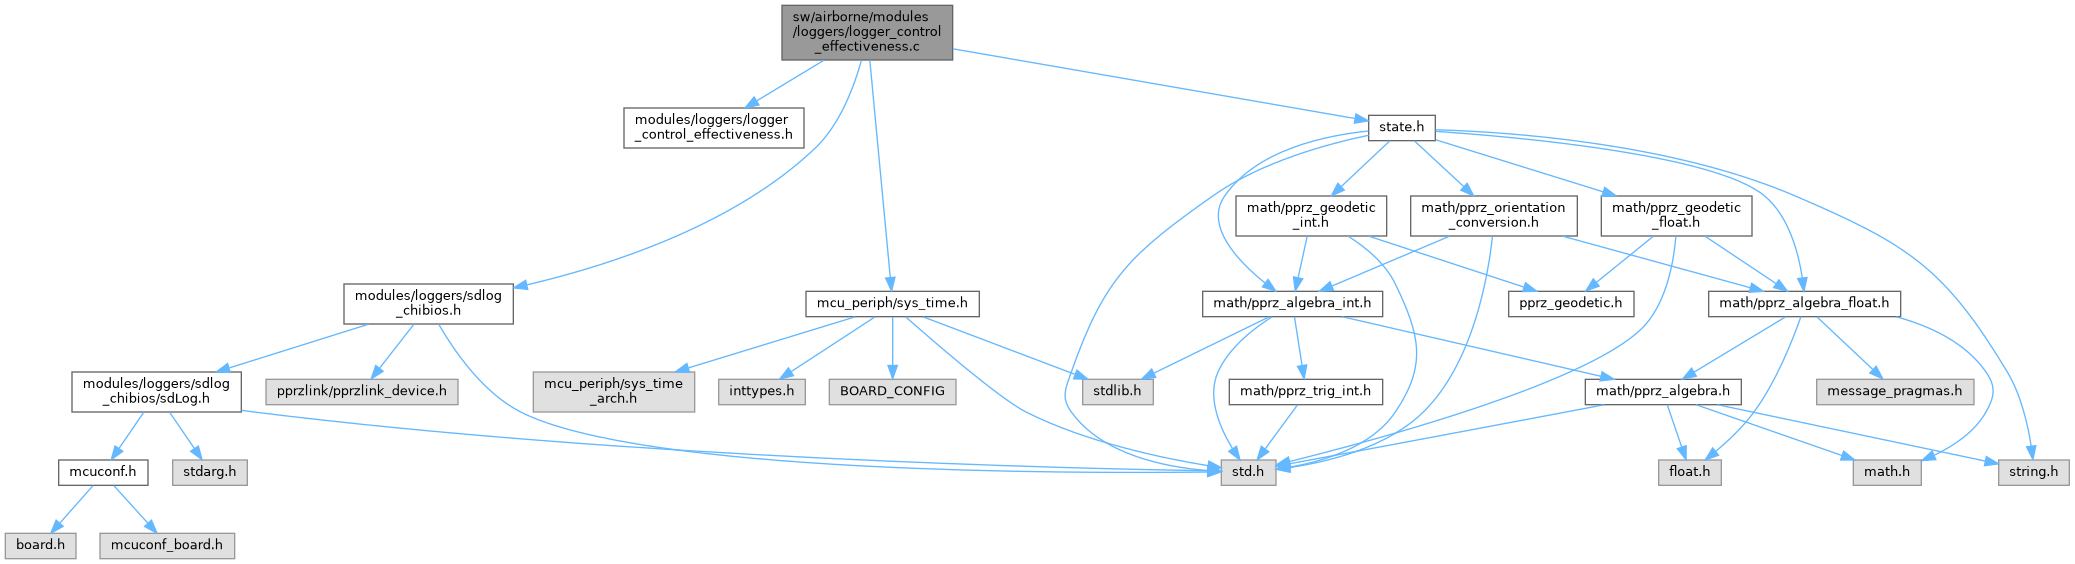 sw/airborne/modules
/loggers/logger_control
_effectiveness.c
modules/loggers/logger
_control_effectiveness.h
state.h
math/pprz_geodetic
_int.h
math/pprz_orientation
_conversion.h
math/pprz_geodetic
_float.h
modules/loggers/sdlog
_chibios.h
mcu_periph/sys_time.h
math/pprz_algebra_int.h
pprz_geodetic.h
math/pprz_algebra_float.h
modules/loggers/sdlog
_chibios/sdLog.h
pprzlink/pprzlink_device.h
mcu_periph/sys_time
_arch.h
inttypes.h
BOARD_CONFIG
stdlib.h
math/pprz_trig_int.h
math/pprz_algebra.h
message_pragmas.h
mcuconf.h
stdarg.h
std.h
float.h
math.h
string.h
board.h
mcuconf_board.h